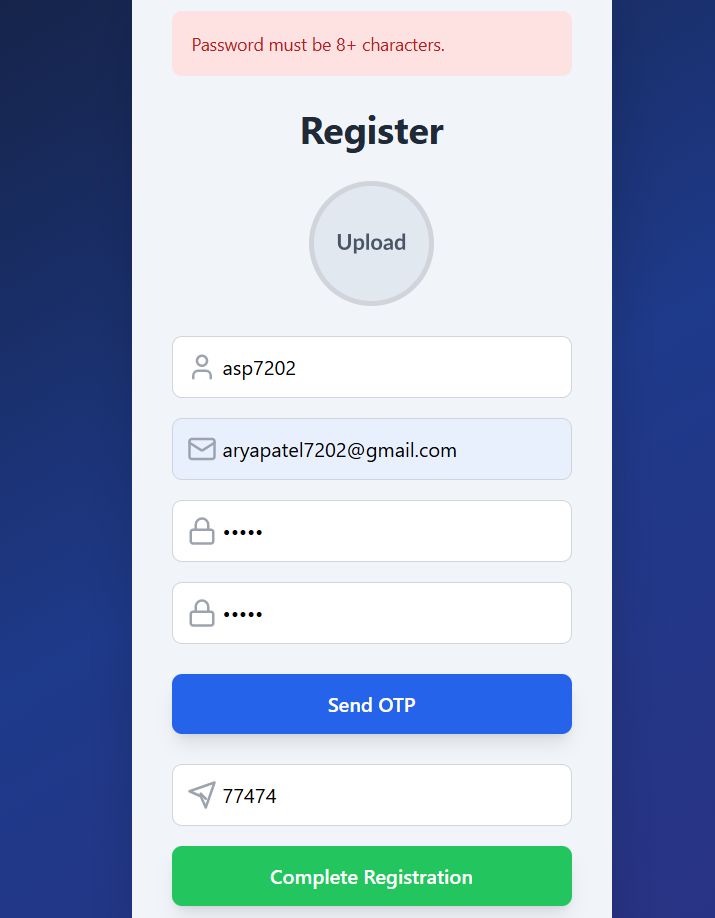 Password must be 8+ characters.
Register
Upload
asp7202
aryapatel7202@gmail.com
•••••
•••••
Send OTP
77474
Complete Registration